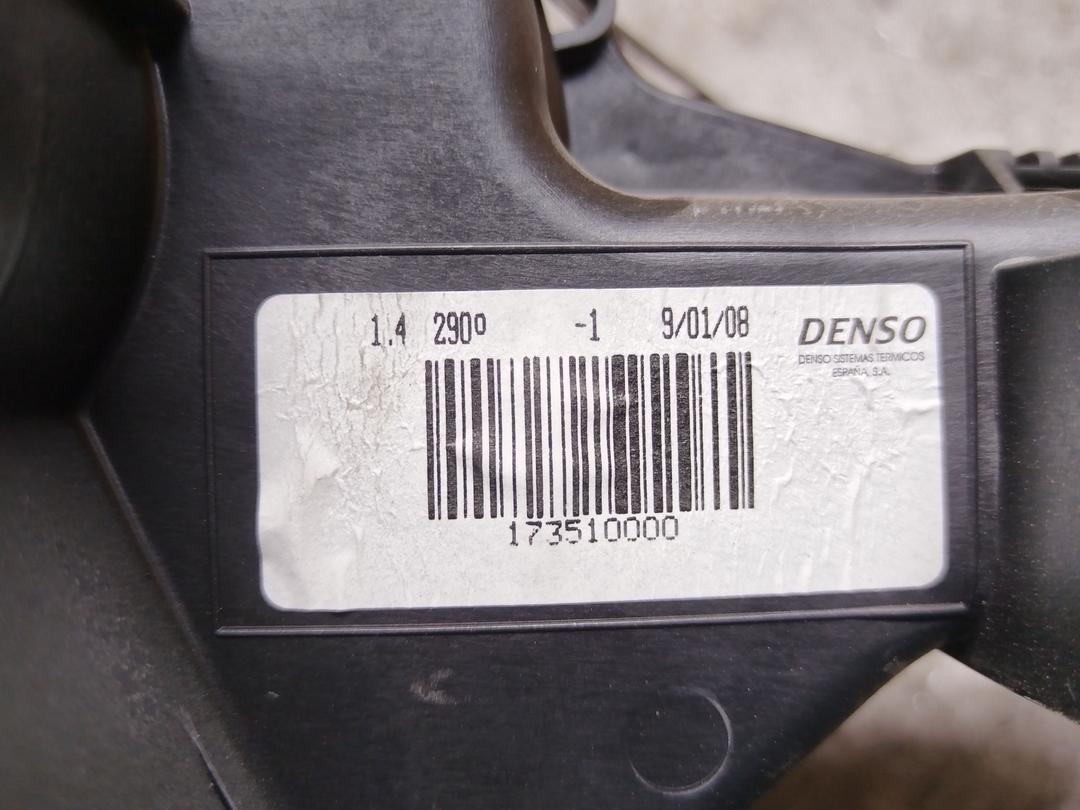 1.4 290º -1 9/01/08
DENSO
DENSO SISTEMAS TERMICOS
ESPAÑA, S.A.
173510000